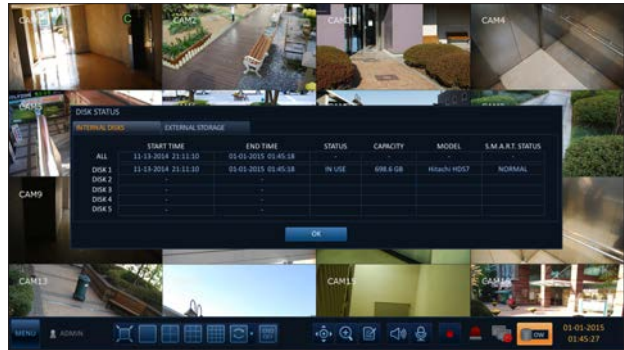 CAM2
CAM3
CAM4
DISK STATUS
INTERNAL DISKS EXTERNAL STORAGE
START TIME END TIME STATUS CAPACITY MODEL S.M.A.R.T. STATUS
ALL 11-13-2014 21:11:10 01-01-2015 01:45:18 - - - -
DISK 1 11-13-2014 21:11:10 01-01-2015 01:45:18 IN USE 698.6 GB Hitachi HDS7 NORMAL
DISK 2 - -
DISK 3 - -
DISK 4 - -
DISK 5 - -
CAM9
OK
CAM13
CAM15
MENU ADMIN
01-01-2015
01:45:27